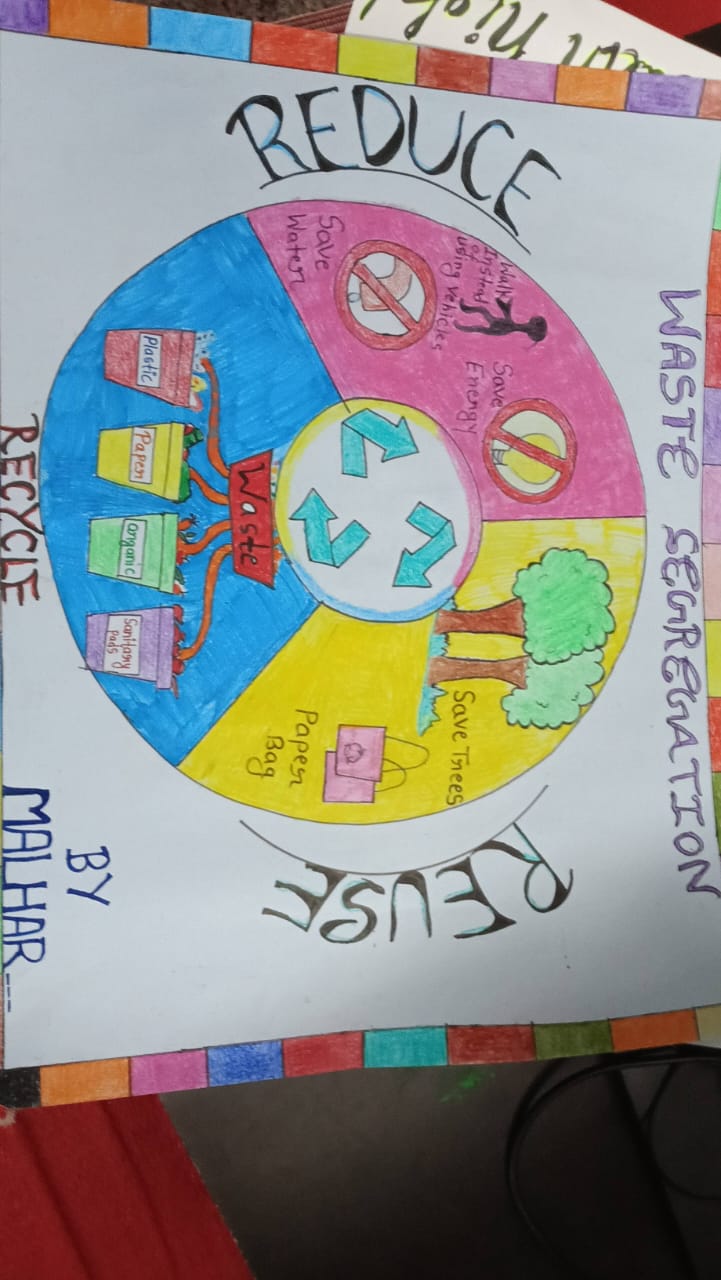 WASTE SEGREGATION
REDUCE
Walk
Instead
of
using vehicles
Save
Water
Save
Energy
Save Trees
Paper
Bag
REUSE
Waste
Plastic
Paper
Organic
Sanitary
Pads
RECYCLE
BY
MALHAR---